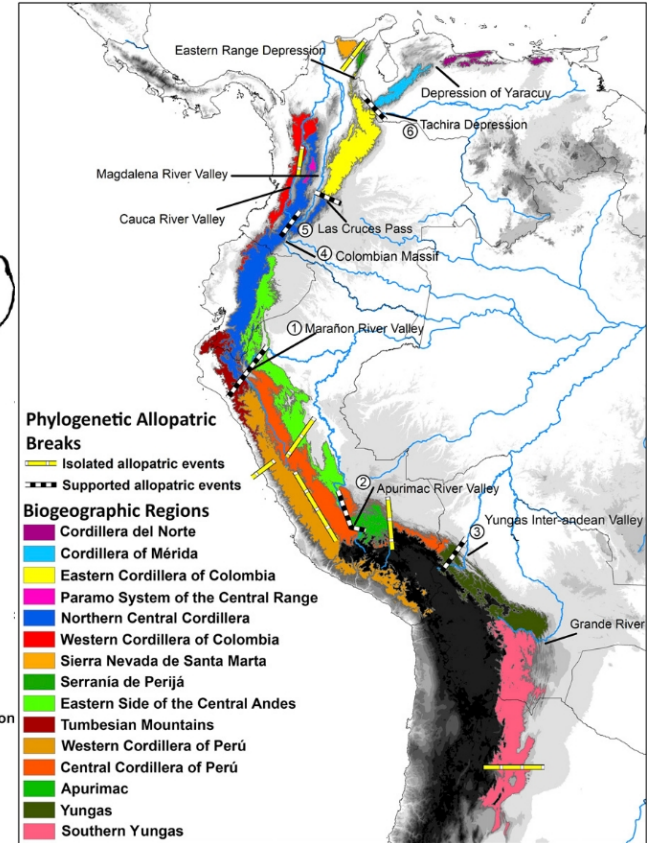 Eastern Range Depression
Depression of Yaracuy
Tachira Depression
⑥
Magdalena River Valley
Cauca River Valley
⑤ Las Cruces Pass
④ Colombian Massif
① Marañon River Valley
Phylogenetic Allopatric
Breaks
Isolated allopatric events
Supported allopatric events
②
Apurimac River Valley
Yungas Inter-andean Valley
③
Grande River
Biogeographic Regions
Cordillera del Norte
Cordillera of Mérida
Eastern Cordillera of Colombia
Paramo System of the Central Range
Northern Central Cordillera
Western Cordillera of Colombia
Sierra Nevada de Santa Marta
Serranía de Perijá
Eastern Side of the Central Andes
Tumbesian Mountains
Western Cordillera of Perú
Central Cordillera of Perú
Apurimac
Yungas
Southern Yungas
on